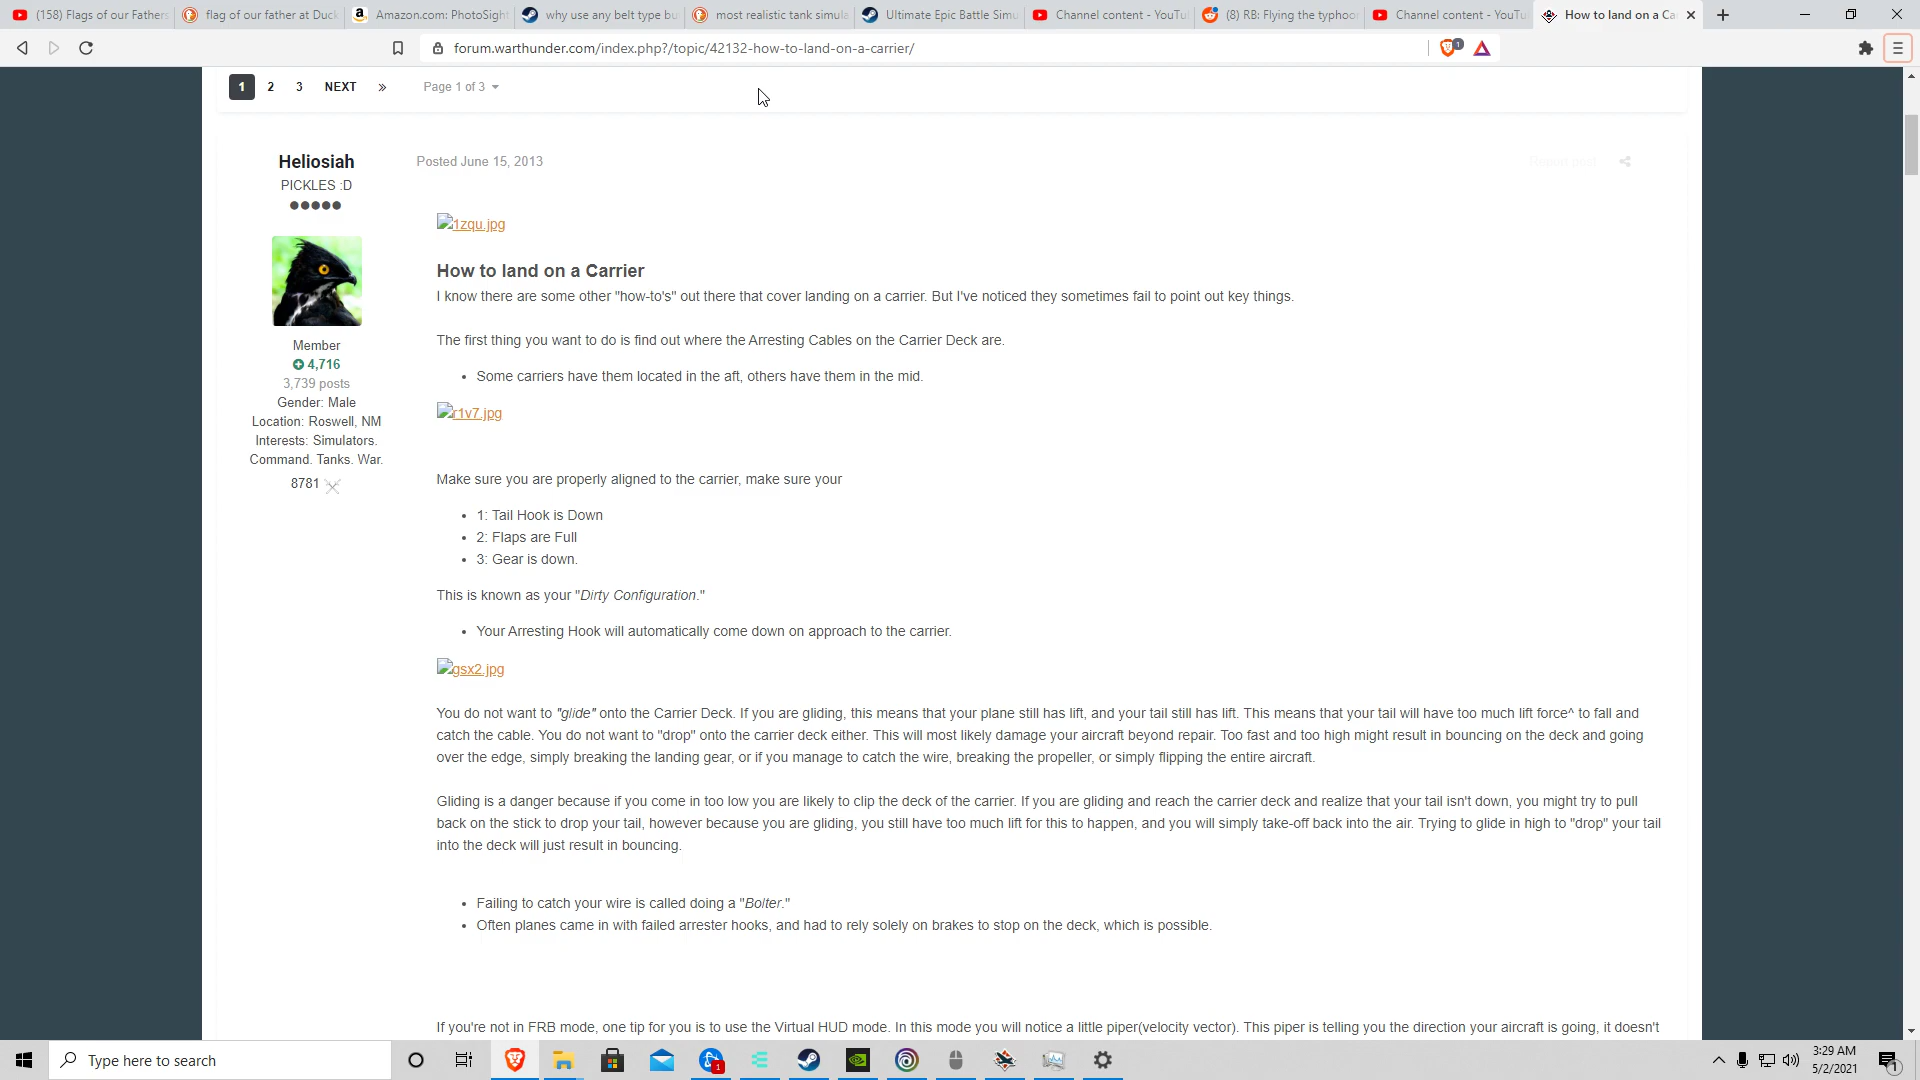 (158) Flags of our Fathers
flag of our father at Duck
Amazon.com: PhotoSight
why use any belt type bu
most realistic tank simula
Ultimate Epic Battle Simu
Channel content - YouTu
(8) RB: Flying the typhoon
Channel content - YouTu
How to land on a Ca
forum.warthunder.com/index.php?/topic/42132-how-to-land-on-a-carrier/
1
1 2 3 NEXT » Page 1 of 3
Heliosiah
PICKLES :D
Member
4,716
3,739 posts
Gender: Male
Location: Roswell, NM
Interests: Simulators.
Command. Tanks. War.
8781
Posted June 15, 2013
Report post
1zqu.jpg
How to land on a Carrier
I know there are some other "how-to's" out there that cover landing on a carrier. But I've noticed they sometimes fail to point out key things.
The first thing you want to do is find out where the Arresting Cables on the Carrier Deck are.
• Some carriers have them located in the aft, others have them in the mid.
r1v7.jpg
Make sure you are properly aligned to the carrier, make sure your
• 1: Tail Hook is Down
• 2: Flaps are Full
• 3: Gear is down.
This is known as your "Dirty Configuration."
• Your Arresting Hook will automatically come down on approach to the carrier.
gsx2.jpg
You do not want to "glide" onto the Carrier Deck. If you are gliding, this means that your plane still has lift, and your tail still has lift. This means that your tail will have too much lift force^ to fall and
catch the cable. You do not want to "drop" onto the carrier deck either. This will most likely damage your aircraft beyond repair. Too fast and too high might result in bouncing on the deck and going
over the edge, simply breaking the landing gear, or if you manage to catch the wire, breaking the propeller, or simply flipping the entire aircraft.
Gliding is a danger because if you come in too low you are likely to clip the deck of the carrier. If you are gliding and reach the carrier deck and realize that your tail isn't down, you might try to pull
back on the stick to drop your tail, however because you are gliding, you still have too much lift for this to happen, and you will simply take-off back into the air. Trying to glide in high to "drop" your tail
into the deck will just result in bouncing.
• Failing to catch your wire is called doing a "Bolter."
• Often planes came in with failed arrester hooks, and had to rely solely on brakes to stop on the deck, which is possible.
If you're not in FRB mode, one tip for you is to use the Virtual HUD mode. In this mode you will notice a little piper(velocity vector). This piper is telling you the direction your aircraft is going, it doesn't
Type here to search
1
3:29 AM
5/2/2021
1